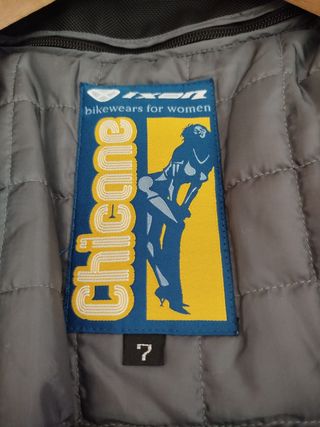 IXON
bikewears for women
chicane
7